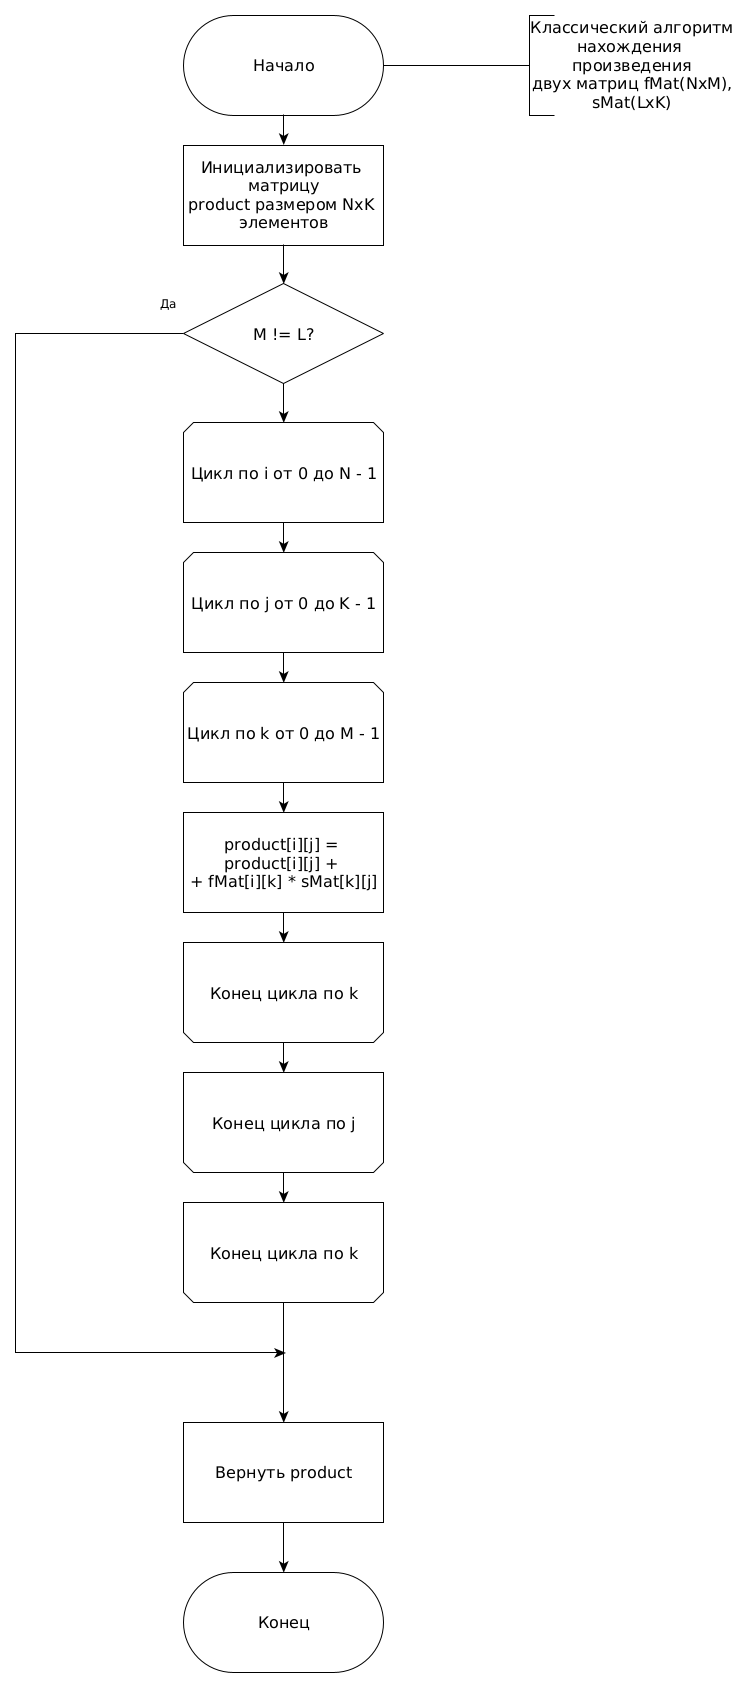 Начало
Классический алгоритм
нахождения
произведения
двух матриц fMat(NxM),
sMat(LxK)
Инициализировать
матрицу
product размером NxK
элементов
Да
M != L?
Цикл по i от 0 до N - 1
Цикл по j от 0 до K - 1
Цикл по k от 0 до M - 1
product[i][j] =
product[i][j] +
+ fMat[i][k] * sMat[k][j]
Конец цикла по k
Конец цикла по j
Конец цикла по k
Вернуть product
Конец